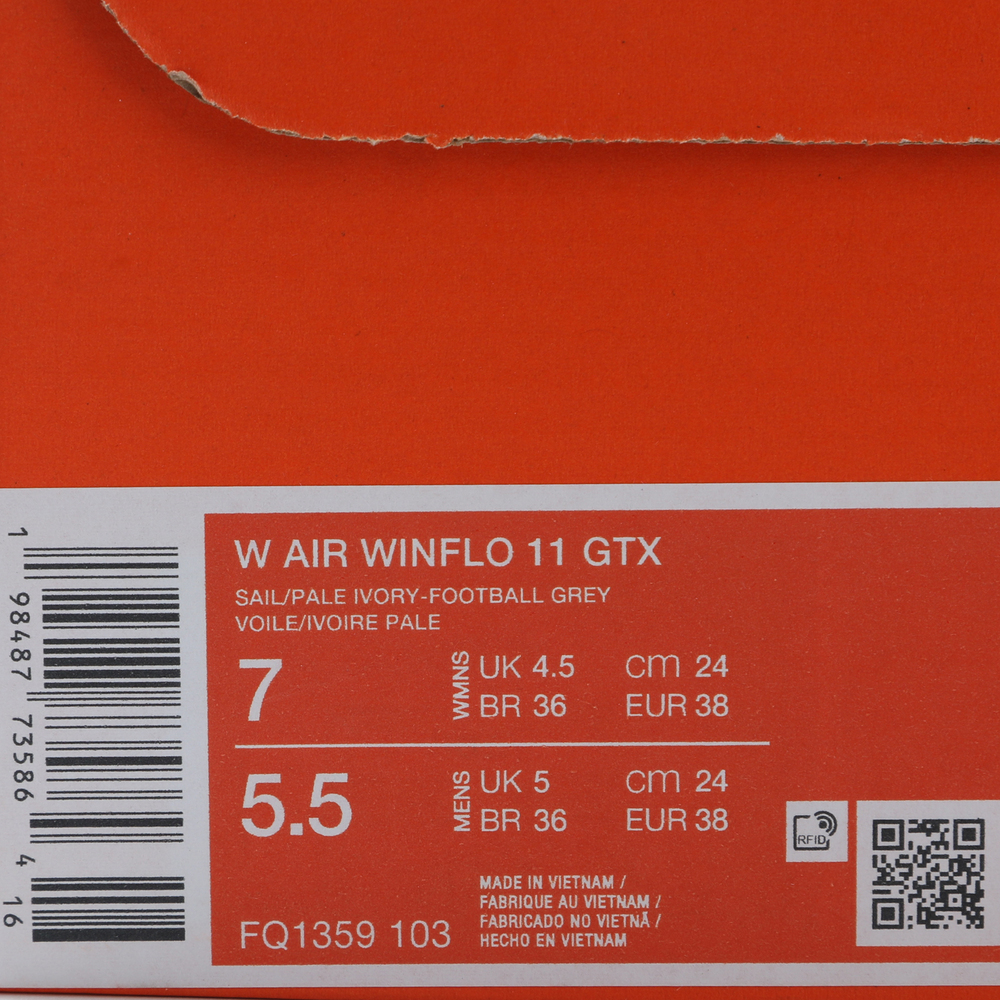 W AIR WINFLO 11 GTX
SAIL/PALE IVORY-FOOTBALL GREY
VOILE/IVOIRE PALE
7 WMNS UK 4.5 cm 24
BR 36 EUR 38
5.5 MENS UK 5 cm 24
BR 36 EUR 38
RFID
MADE IN VIETNAM /
FABRIQUE AU VIETNAM /
FABRICADO NO VIETNÃ /
HECHO EN VIETNAM
FQ1359 103
1 98487 73586 4 16